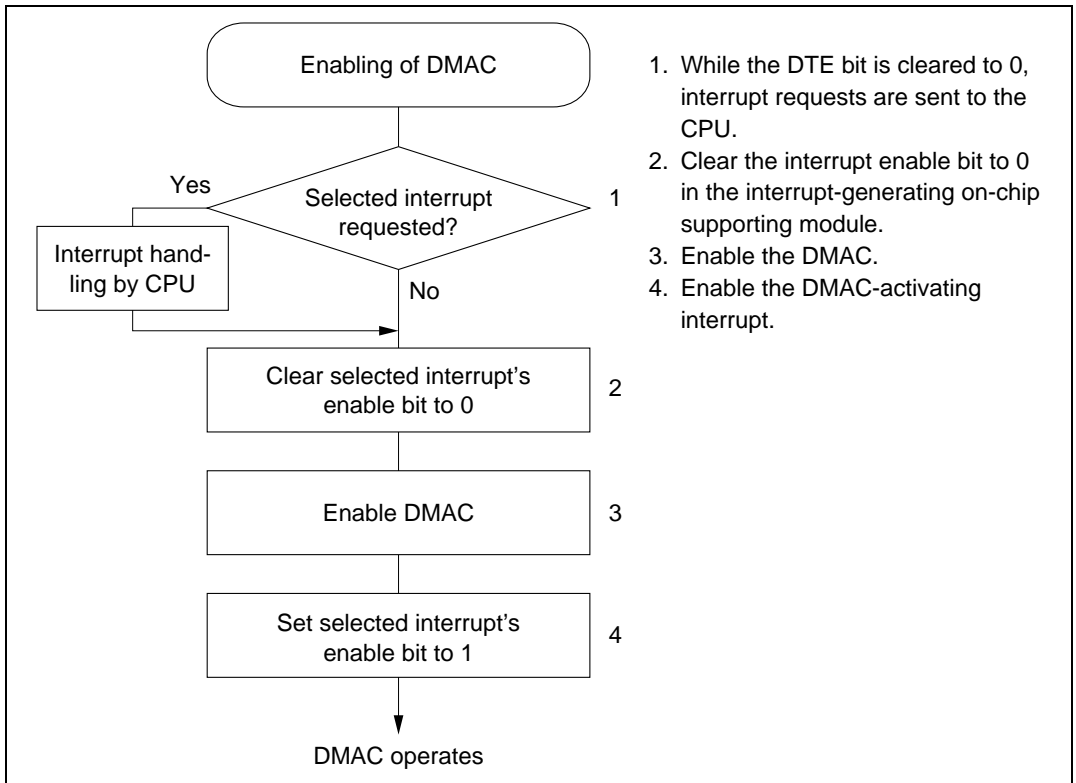 Enabling of DMAC
Selected interrupt
requested?
1
Yes
Interrupt hand-
ling by CPU
No
Clear selected interrupt's
enable bit to 0
2
Enable DMAC
3
Set selected interrupt's
enable bit to 1
4
DMAC operates
1. While the DTE bit is cleared to 0,
interrupt requests are sent to the
CPU.
2. Clear the interrupt enable bit to 0
in the interrupt-generating on-chip
supporting module.
3. Enable the DMAC.
4. Enable the DMAC-activating
interrupt.